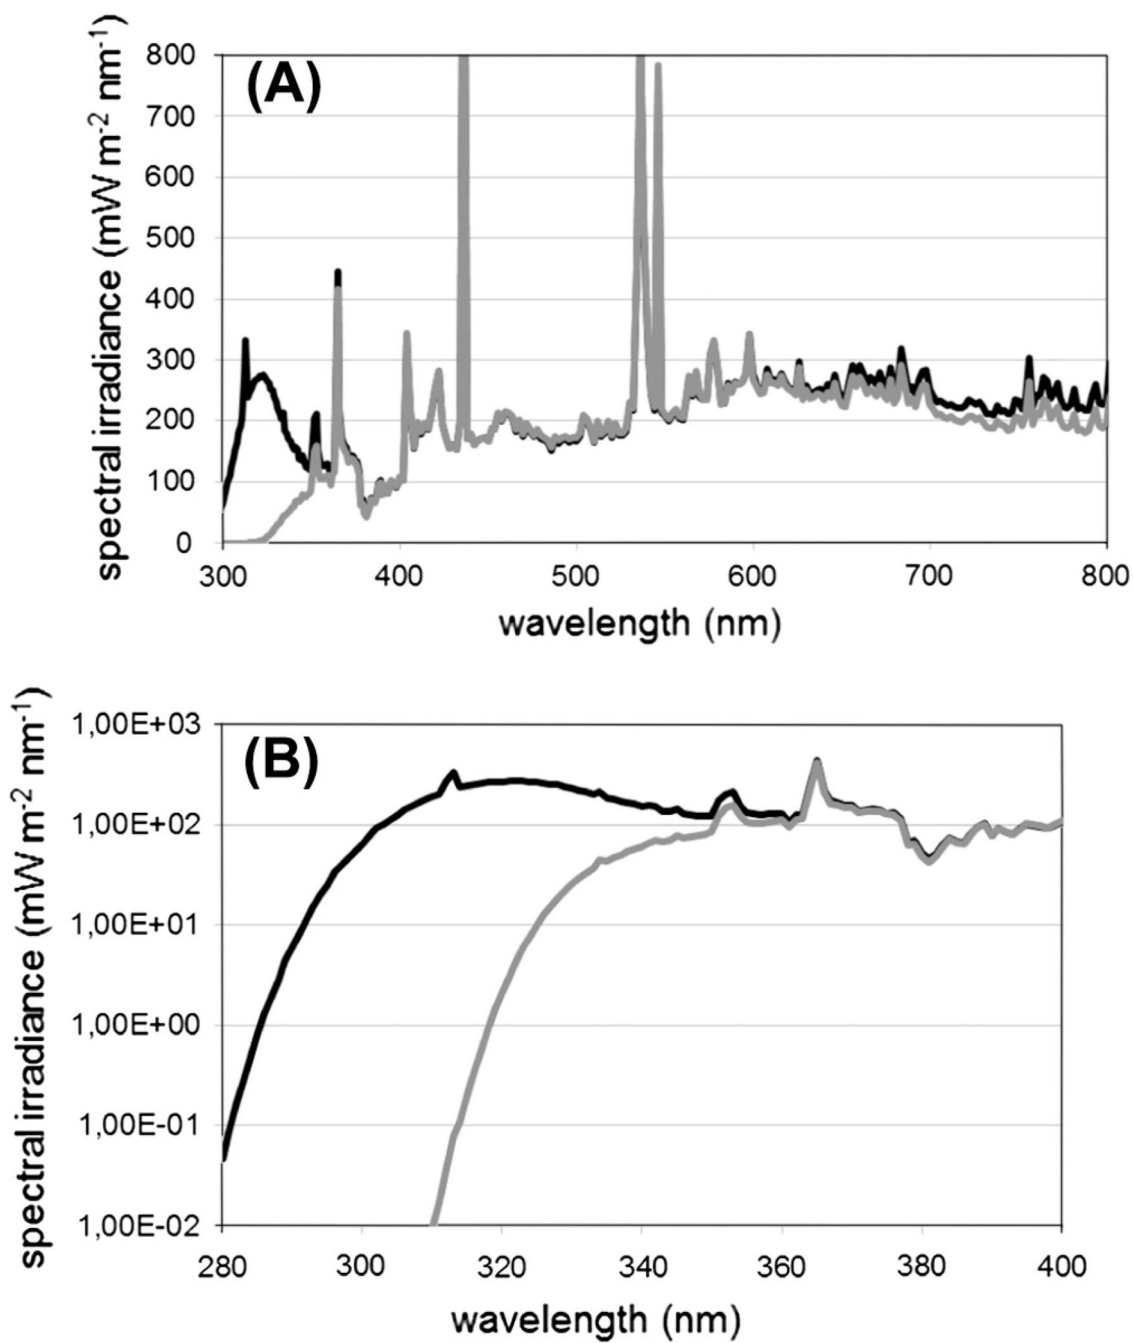 (A)
spectral irradiance (mW m-2 nm-1)
800
700
600
500
400
300
200
100
0
300 400 500 600 700 800
wavelength (nm)
(B)
spectral irradiance (mW m-2 nm-1)
1,00E+03
1,00E+02
1,00E+01
1,00E+00
1,00E-01
1,00E-02
280 300 320 340 360 380 400
wavelength (nm)